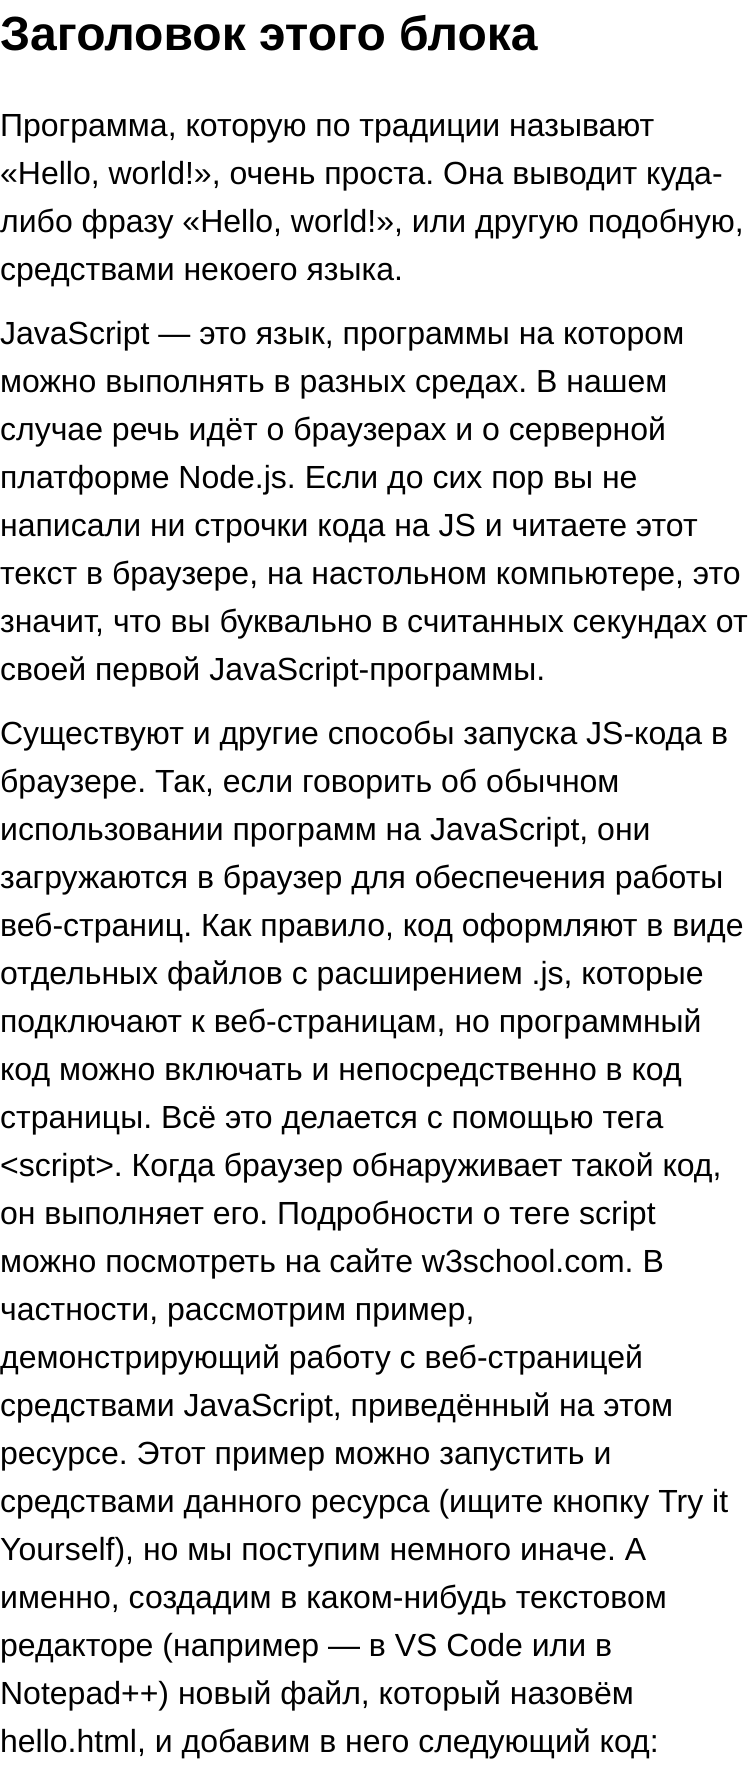 Заголовок этого блока
Программа, которую по традиции называют
«Hello, world!», очень проста. Она выводит куда-
либо фразу «Hello, world!», или другую подобную,
средствами некоего языка.
JavaScript — это язык, программы на котором
можно выполнять в разных средах. В нашем
случае речь идёт о браузерах и о серверной
платформе Node.js. Если до сих пор вы не
написали ни строчки кода на JS и читаете этот
текст в браузере, на настольном компьютере, это
значит, что вы буквально в считанных секундах от
своей первой JavaScript-программы.
Существуют и другие способы запуска JS-кода в
браузере. Так, если говорить об обычном
использовании программ на JavaScript, они
загружаются в браузер для обеспечения работы
веб-страниц. Как правило, код оформляют в виде
отдельных файлов с расширением .js, которые
подключают к веб-страницам, но программный
код можно включать и непосредственно в код
страницы. Всё это делается с помощью тега
<script>. Когда браузер обнаруживает такой код,
он выполняет его. Подробности о теге script
можно посмотреть на сайте w3school.com. В
частности, рассмотрим пример,
демонстрирующий работу с веб-страницей
средствами JavaScript, приведённый на этом
ресурсе. Этот пример можно запустить и
средствами данного ресурса (ищите кнопку Try it
Yourself), но мы поступим немного иначе. А
именно, создадим в каком-нибудь текстовом
редакторе (например — в VS Code или в
Notepad++) новый файл, который назовём
hello.html, и добавим в него следующий код: